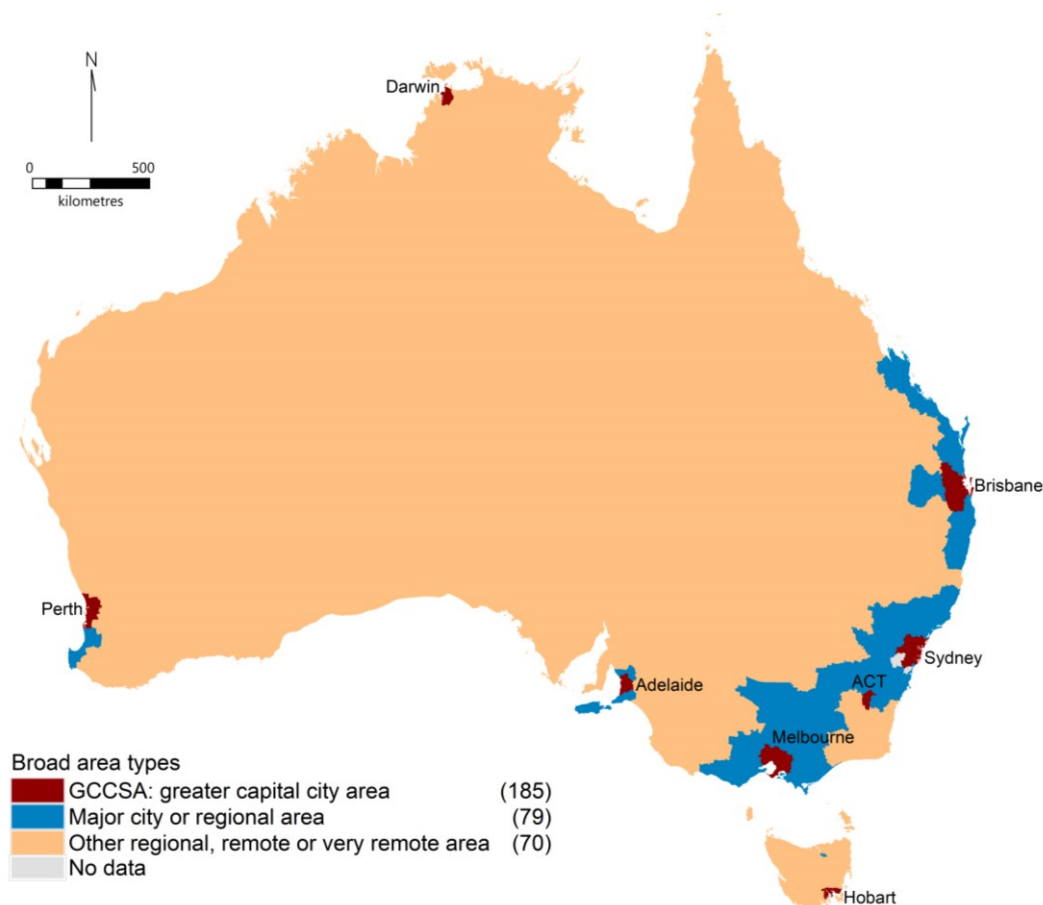 N
Darwin
0 500
kilometres
Brisbane
Perth
Sydney
ACT
Adelaide
Melbourne
Broad area types
GCCSA: greater capital city area (185)
Major city or regional area (79)
Other regional, remote or very remote area (70)
No data
Hobart